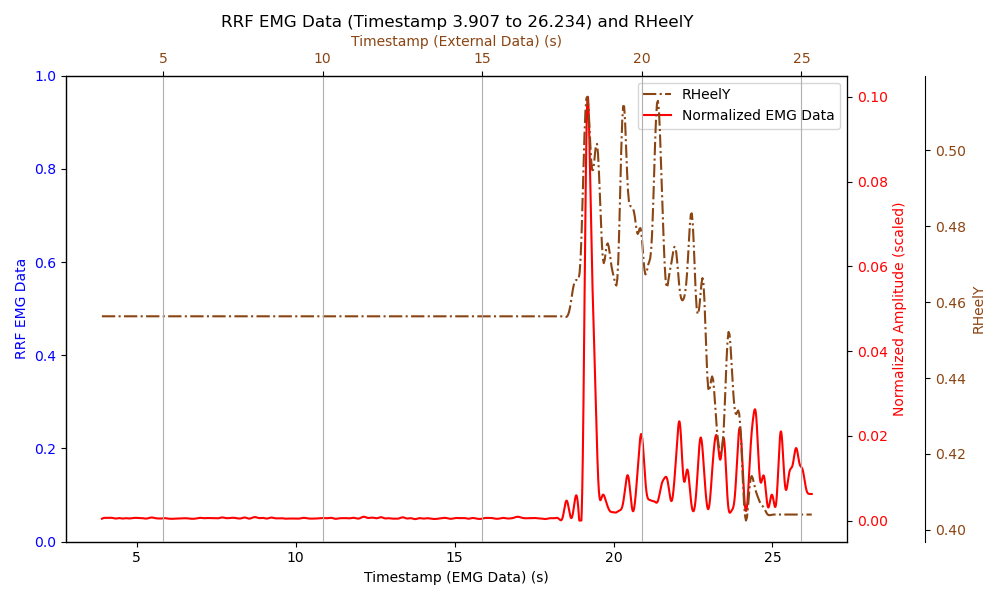 RRF EMG Data (Timestamp 3.907 to 26.234) and RHeelY
Timestamp (External Data) (s)
5 10 15 20 25
RHeelY
Normalized EMG Data
1.0
0.8
0.6
0.4
0.2
0.0
RRF EMG Data
0.10
0.08
0.06
0.04
0.02
0.00
Normalized Amplitude (scaled)
0.50
0.48
0.46
0.44
0.42
0.40
RHeelY
5 10 15 20 25
Timestamp (EMG Data) (s)